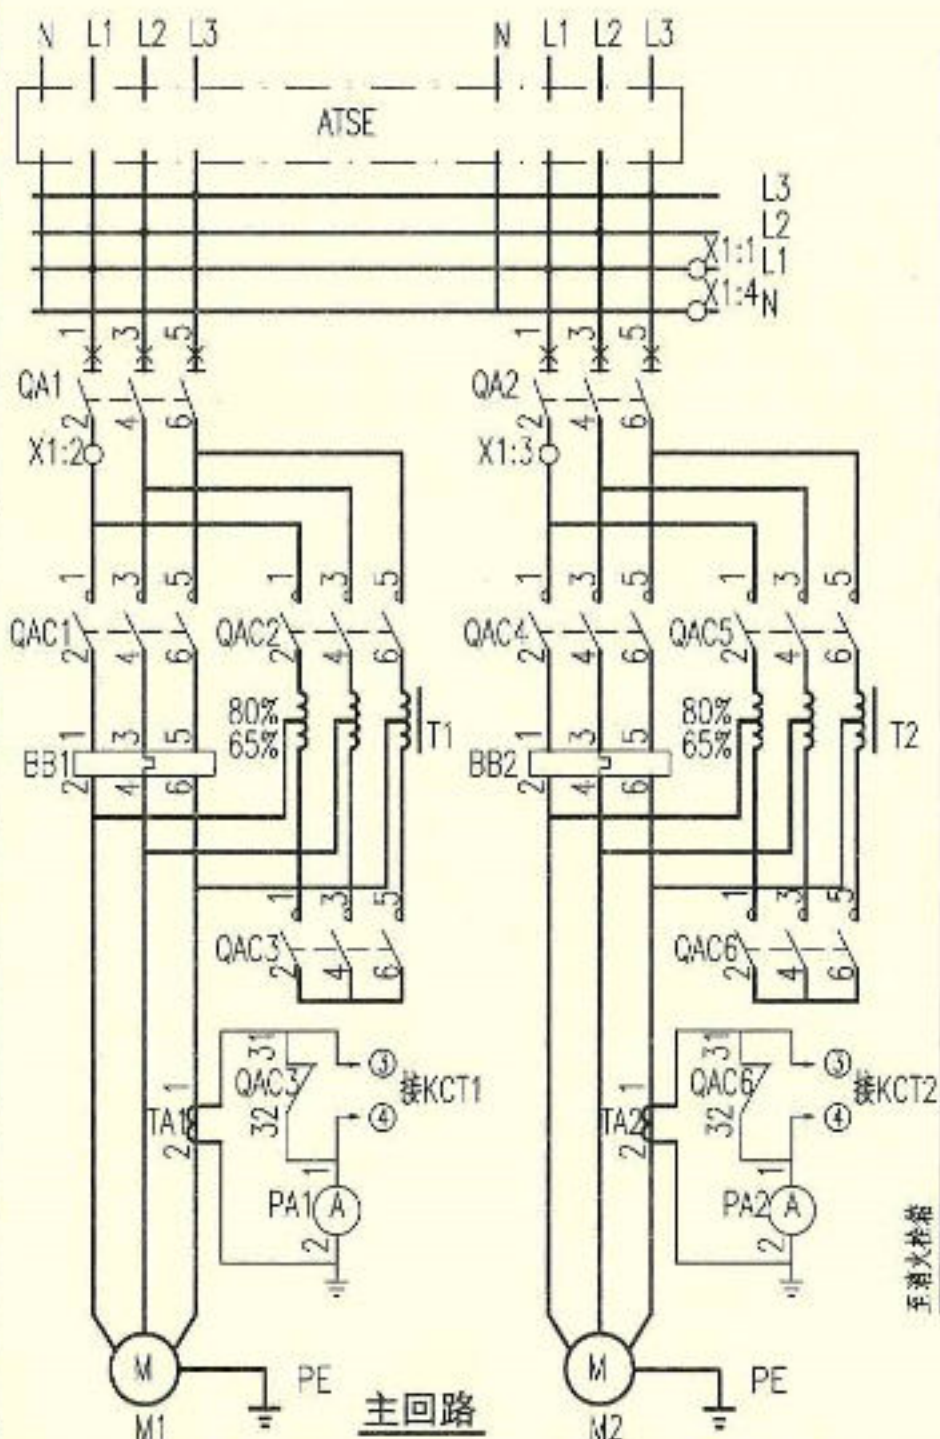 N L1 L2 L3 N L1 L2 L3
ATSE
L3
L2
X1:1 L1
X1:4 N
1 3 5 1 3 5
QA1 QA2
2 4 6 2 4 6
X1:2 X1:3
1 3 5 1 3 5 1 3 5 1 3 5
QAC1 QAC2 QAC4 QAC5
2 4 6 2 4 6 2 4 6 2 4 6
80% 80%
1 3 5 65% T1 1 3 5 65% T2
BB1 BB2
2 4 6 2 4 6
1 3 5 1 3 5
QAC3 QAC6
2 4 6 2 4 6
31 ③ 31 ③
QAC3 接KCT1 QAC6 接KCT2
32 ④ 32 ④
1 1
TA1 TA2
2 2
1 1
PA1 A PA2 A
2 2
至消火栓箱
M PE M PE
M1 M2
主回路